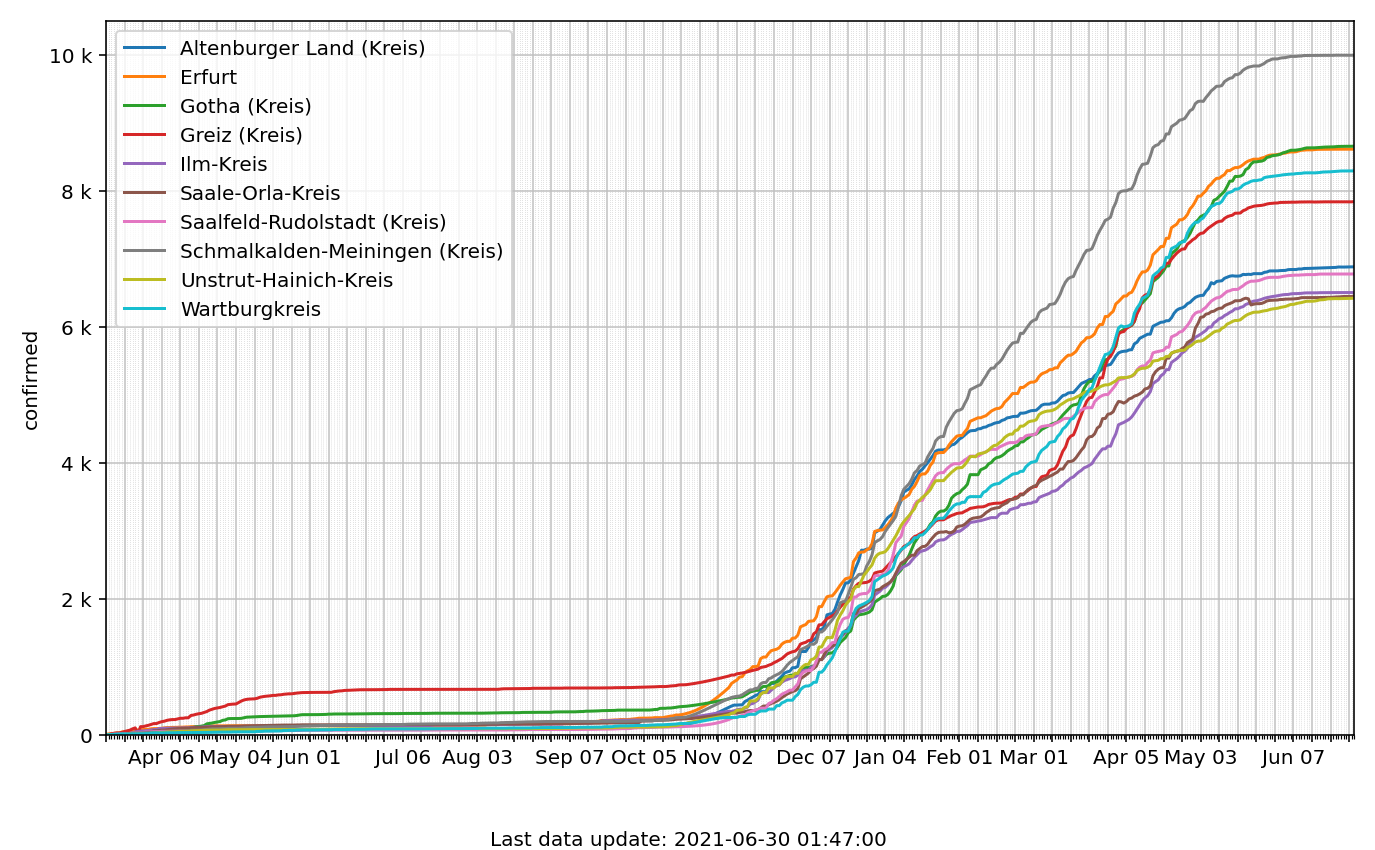 10 k
8 k
6 k
4 k
2 k
0
confirmed
Altenburger Land (Kreis)
Erfurt
Gotha (Kreis)
Greiz (Kreis)
Ilm-Kreis
Saale-Orla-Kreis
Saalfeld-Rudolstadt (Kreis)
Schmalkalden-Meiningen (Kreis)
Unstrut-Hainich-Kreis
Wartburgkreis
Apr 06 May 04 Jun 01 Jul 06 Aug 03 Sep 07 Oct 05 Nov 02 Dec 07 Jan 04 Feb 01 Mar 01 Apr 05 May 03 Jun 07
Last data update: 2021-06-30 01:47:00